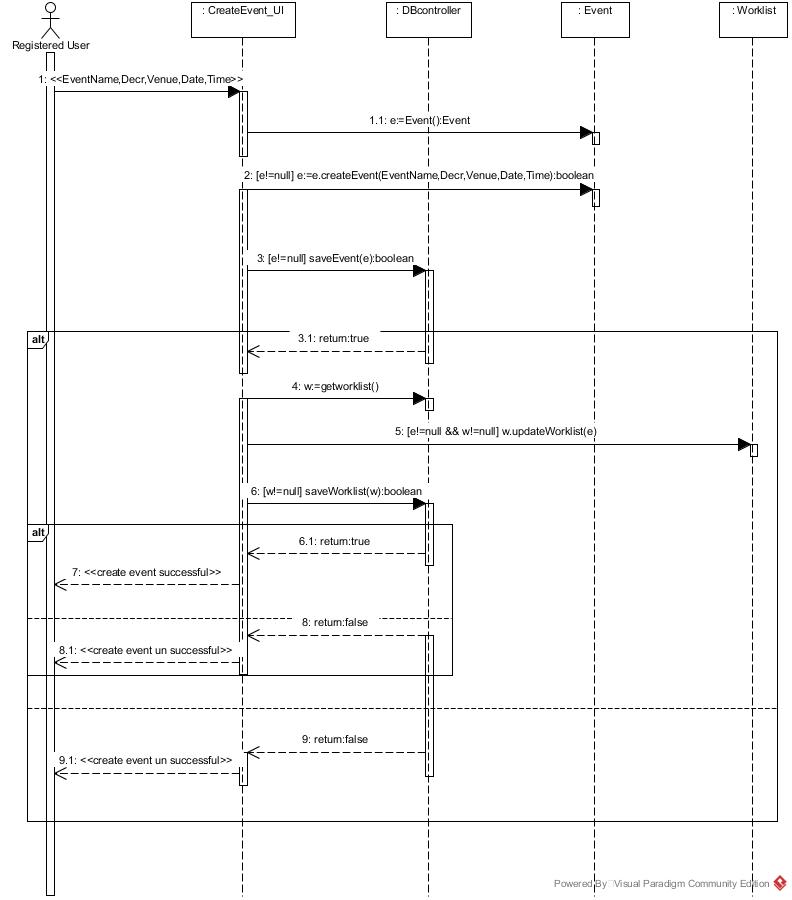 : CreateEvent_UI
: DBcontroller
: Event
: Worklist
Registered User
1: <<EventName,Decr,Venue,Date,Time>>
1.1: e:=Event():Event
2: [e!=null] e:=e.createEvent(EventName,Decr,Venue,Date,Time):boolean
3: [e!=null] saveEvent(e):boolean
alt
3.1: return:true
4: w:=getworklist()
5: [e!=null && w!=null] w.updateWorklist(e)
6: [w!=null] saveWorklist(w):boolean
alt
6.1: return:true
7: <<create event successful>>
8: return:false
8.1: <<create event un successful>>
9: return:false
9.1: <<create event un successful>>
Powered By Visual Paradigm Community Edition